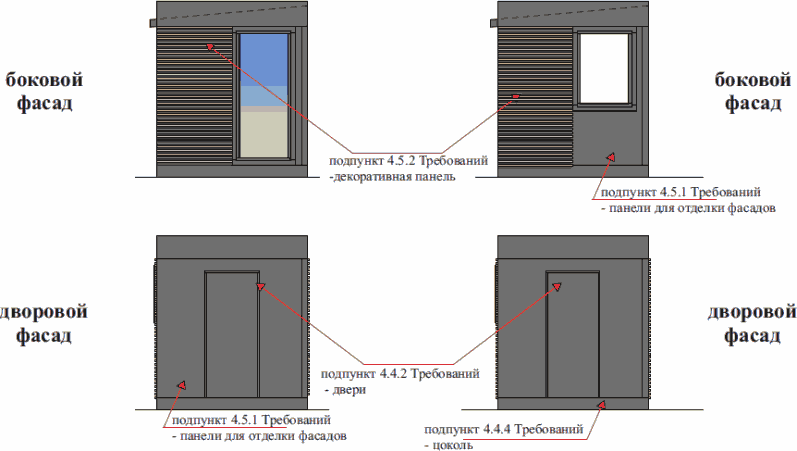 боковой
фасад
боковой
фасад
подпункт 4.5.2 Требований
-декоративная панель
подпункт 4.5.1 Требований
- панели для отделки фасадов
дворовой
фасад
дворовой
фасад
подпункт 4.4.2 Требований
- двери
подпункт 4.5.1 Требований
- панели для отделки фасадов
подпункт 4.4.4 Требований
- цоколь